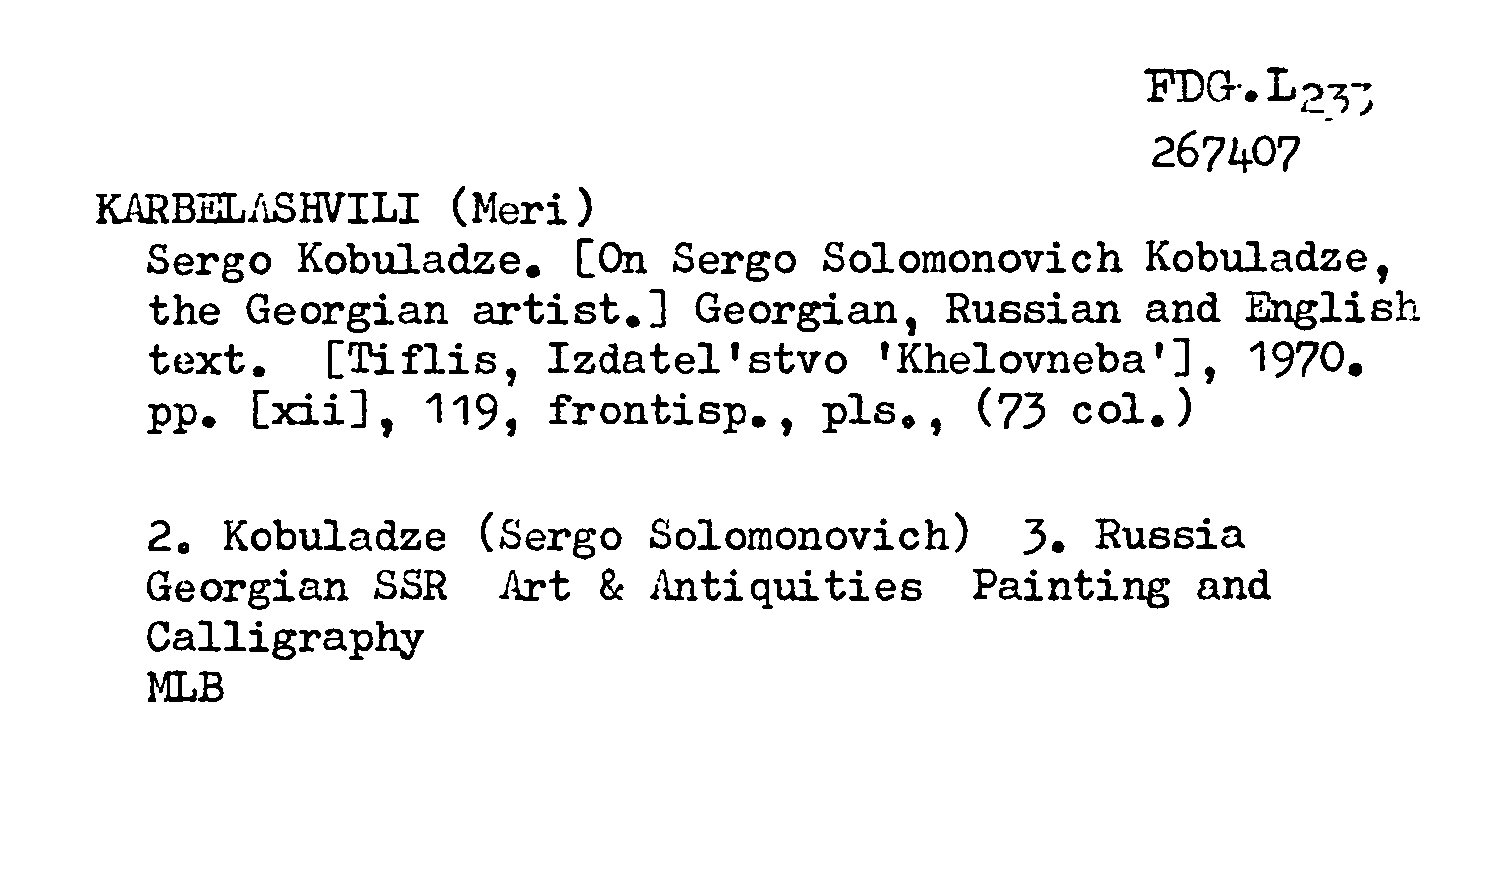 FDG.L
267407
KARBELASHVILI (Meri)
Sergo Kobuladze. [On Sergo Solomonovich Kobuladze,
the Georgian artist.] Georgian, Russian and English
text. [Tiflis, Izdatel'stvo 'Khelovneba'], 1970.
pp. [xii], 119, frontisp., pls., (73 col.)
2. Kobuladze (Sergo Solomonovich) 3. Russia
Georgian SSR Art & Antiquities Painting and
Calligraphy
MLB